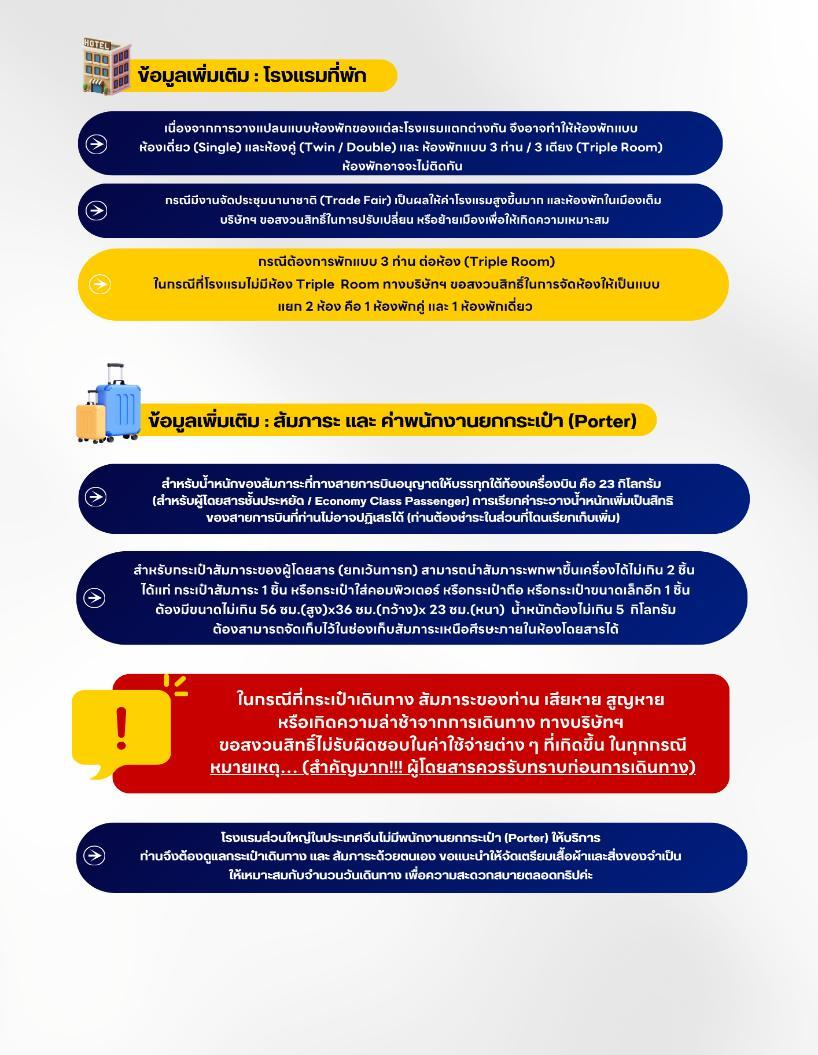 HOTEL
ข้อมูลเพิ่มเติม : โรงแรมที่พัก
เนื่องจากการวางแปลนแบบห้องพักของแต่ละโรงแรมแตกต่างกัน จึงอาจทำให้ห้องพักแบบ
ห้องเดี่ยว (Single) และห้องคู่ (Twin / Double) และ ห้องพักแบบ 3 ท่าน / 3 เตียง (Triple Room)
ห้องพักอาจจะไม่ติดกัน
กรณีมีงานจัดประชุมนานาชาติ (Trade Fair) เป็นผลให้ค่าโรงแรมสูงขึ้นมาก และห้องพักในเมืองเต็ม
บริษัทฯ ขอสงวนสิทธิ์ในการปรับเปลี่ยน หรือย้ายเมืองเพื่อให้เกิดความเหมาะสม
กรณีต้องการพักแบบ 3 ท่าน ต่อห้อง (Triple Room)
ในกรณีที่โรงแรมไม่มีห้อง Triple Room ทางบริษัทฯ ขอสงวนสิทธิ์ในการจัดห้องให้เป็นแบบ
แยก 2 ห้อง คือ 1 ห้องพักคู่ และ 1 ห้องพักเดี่ยว
ข้อมูลเพิ่มเติม : สัมภาระ และ ค่าพนักงานยกกระเป๋า (Porter)
สำหรับน้ำหนักของสัมภาระที่ทางสายการบินอนุญาตให้บรรทุกใต้ท้องเครื่องบิน คือ 23 กิโลกรัม
(สำหรับผู้โดยสารชั้นประหยัด / Economy Class Passenger) การเรียกค่าระวางน้ำหนักเพิ่มเป็นสิทธิ
ของสายการบินที่ท่านไม่อาจปฏิเสธได้ (ท่านต้องชำระในส่วนที่โดนเรียกเก็บเพิ่ม)
สำหรับกระเป๋าสัมภาระของผู้โดยสาร (ยกเว้นทารก) สามารถนำสัมภาระพกพาขึ้นเครื่องได้ไม่เกิน 2 ชิ้น
ได้แก่ กระเป๋าสัมภาระ 1 ชิ้น หรือกระเป๋าใส่คอมพิวเตอร์ หรือกระเป๋าถือ หรือกระเป๋าขนาดเล็กอีก 1 ชิ้น
ต้องมีขนาดไม่เกิน 56 ซม.(สูง)x36 ซม.(กว้าง)x 23 ซม.(หนา) น้ำหนักต้องไม่เกิน 5 กิโลกรัม
ต้องสามารถจัดเก็บไว้ในช่องเก็บสัมภาระเหนือศีรษะภายในห้องโดยสารได้
ในกรณีที่กระเป๋าเดินทาง สัมภาระของท่าน เสียหาย สูญหาย
หรือเกิดความล่าช้าจากการเดินทาง ทางบริษัทฯ
ขอสงวนสิทธิ์ไม่รับผิดชอบในค่าใช้จ่ายต่าง ๆ ที่เกิดขึ้น ในทุกกรณี
หมายเหตุ... (สำคัญมาก!!! ผู้โดยสารควรรับทราบก่อนการเดินทาง)
โรงแรมส่วนใหญ่ในประเทศจีนไม่มีพนักงานยกกระเป๋า (Porter) ให้บริการ
ท่านจึงต้องดูแลกระเป๋าเดินทาง และ สัมภาระด้วยตนเอง ขอแนะนำให้จัดเตรียมเสื้อผ้าและสิ่งของจำเป็น
ให้เหมาะสมกับจำนวนวันเดินทาง เพื่อความสะดวกสบายตลอดทริปค่ะ